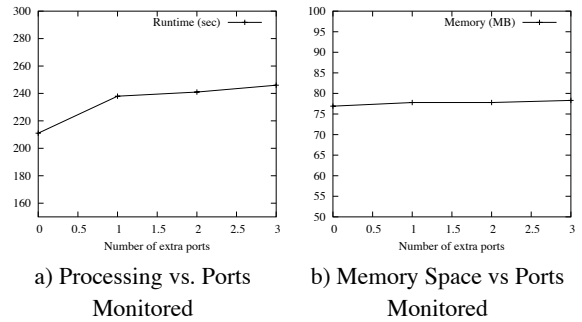 300
280
260
240
220
200
180
160
Runtime (sec)
0 0.5 1 1.5 2 2.5 3
Number of extra ports
a) Processing vs. Ports
Monitored
100
95
90
85
80
75
70
65
60
55
50
Memory (MB)
0 0.5 1 1.5 2 2.5 3
Number of extra ports
b) Memory Space vs Ports
Monitored